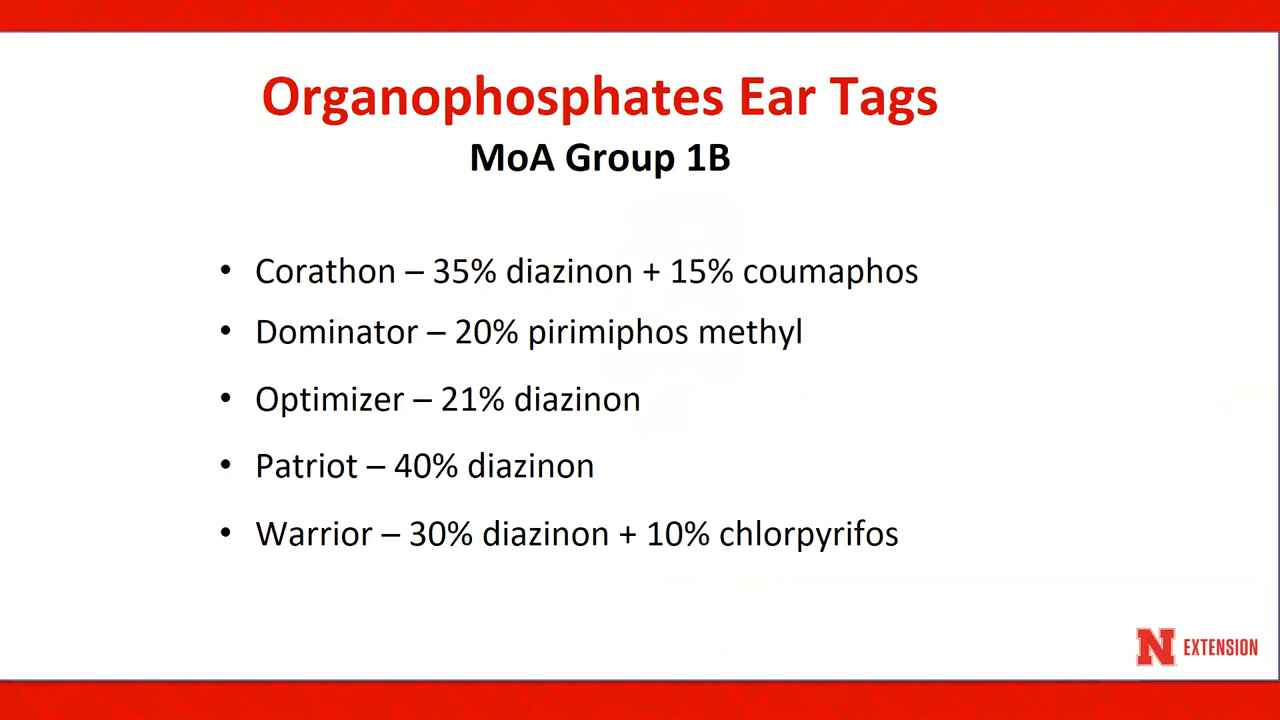 Organophosphates Ear Tags
MoA Group 1B
• Corathon – 35% diazinon + 15% coumaphos
• Dominator – 20% pirimiphos methyl
• Optimizer – 21% diazinon
• Patriot – 40% diazinon
• Warrior – 30% diazinon + 10% chlorpyrifos
N EXTENSION